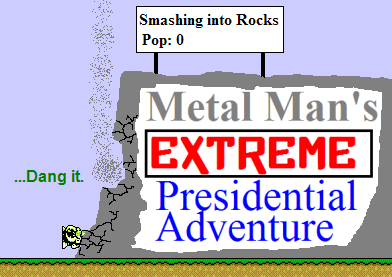 Smashing into Rocks
Pop: 0
Metal Man's
EXTREME
Presidential
Adventure
...Dang it.